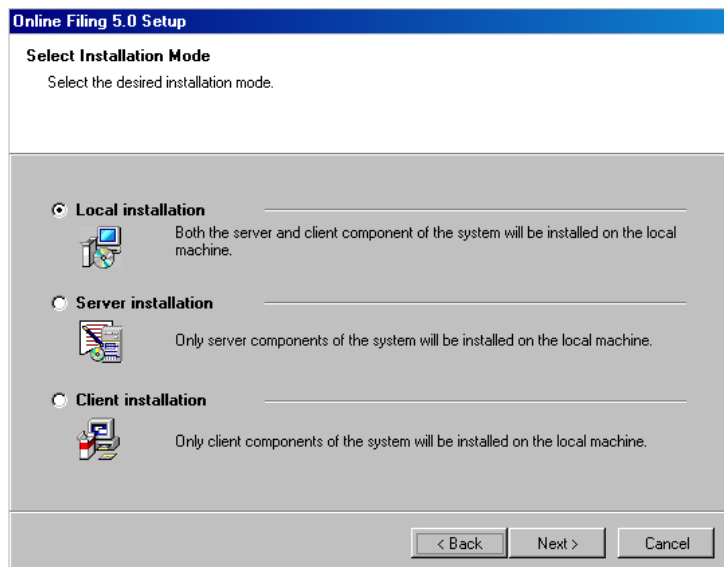 Online Filing 5.0 Setup
Select Installation Mode
Select the desired installation mode.
Local installation
Both the server and client component of the system will be installed on the local
machine.
Server installation
Only server components of the system will be installed on the local machine.
Client installation
Only client components of the system will be installed on the local machine.
< Back Next > Cancel